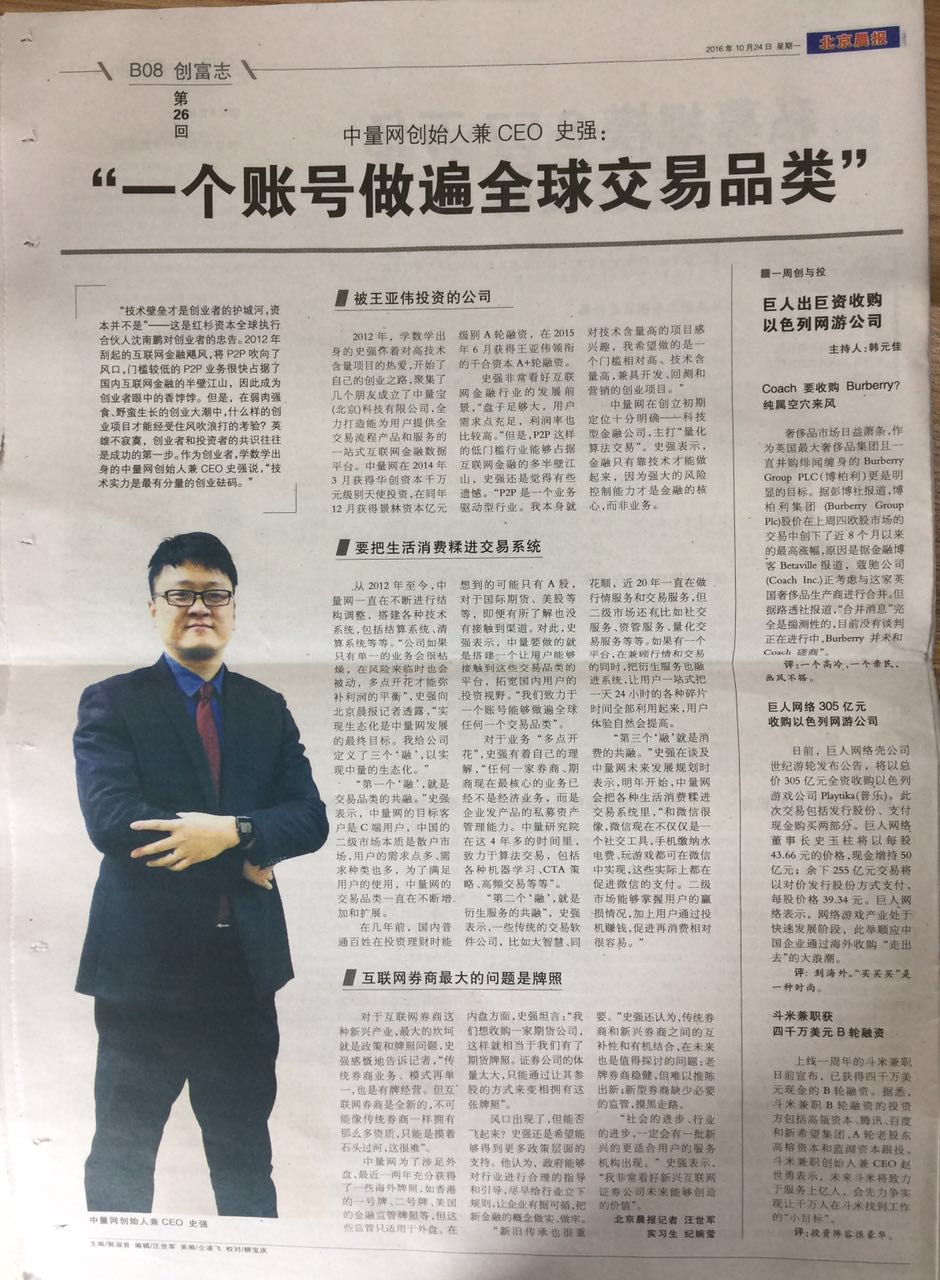 2016年10月24日 星期一
北京晨报
B08 创富志
第
26
回
中量网创始人兼CEO 史强：
“一个账号做遍全球交易品类”
“技术壁垒才是创业者的护城河，资
本并不是”——这是红杉资本全球执行
合伙人沈南鹏对创业者的忠告。2012年
刮起的互联网金融飓风，将P2P吹向了
风口，门槛较低的P2P业务很快占据了
国内互联网金融的半壁江山，因此成为
创业者眼中的香饽饽。但是，在弱肉强
食、野蛮生长的创业大潮中，什么样的创
业项目才能经受住风吹浪打的考验？英
雄不寂寞，创业者和投资者的共识往往
是成功的第一步。作为创业者，学数学出
身的中量网创始人兼CEO史强说，“技
术实力是最有分量的创业砝码。”
中量网创始人兼CEO 史强
被王亚伟投资的公司
2012年，学数学出
身的史强怀着对高技术
含量项目的热爱，开始了
自己的创业之路，聚集了
几个朋友成立了中量宝
(北京)科技有限公司，全
力打造能为用户提供全
交易流程产品和服务的
一站式互联网金融数据
平台。中量网在2014年
3月获得华创资本千万
元级别天使投资，在同年
12月获得景林资本亿元
级别A轮融资，在2015
年6月获得王亚伟领衔
的千合资本A+轮融资。
史强非常看好互联
网金融行业的发展前
景，“盘子足够大，用户
需求点充足，利润率也
比较高。”但是，P2P这样
的低门槛行业能够占据
互联网金融的多半壁江
山，史强还是觉得有些
遗憾。“P2P是一个业务
驱动型行业。我本身就
对技术含量高的项目感
兴趣，我希望做的是一
个门槛相对高、技术含
量高，兼具开发、回测和
营销的创业项目。”
中量网在创立初期
定位十分明确——科技
型金融公司，主打“量化
算法交易”。史强表示，
金融只有靠技术才能做
起来，因为强大的风险
控制能力才是金融的核
心，而非业务。
要把生活消费糅进交易系统
从2012年至今，中
量网一直在不断进行结
构调整，搭建各种技术
系统，包括结算系统、清
算系统等等。“公司如果
只有单一的业务会很枯
燥，在风险来临时也会
被动，多点开花才能弥
补利润的平衡”，史强向
北京晨报记者透露，“实
现生态化是中量网发展
的最终目标。我给公司
定义了三个‘融’，以实
现中量的生态化。”
“第一个‘融’，就是
交易品类的共融。”史强
表示，中量网的目标客
户是C端用户，中国的
二级市场本质是散户市
场，用户的需求点多、需
求种类也多，为了满足
用户的使用，中量网的
交易品类一直在不断增
加和扩展。
在几年前，国内普
通百姓在投资理财时能
想到的可能只有A股，
对于国际期货、美股等
等，即便有所了解也没
有接触到渠道。对此，史
强表示，中量要做的就
是搭建一个让用户能够
接触到这些交易品类的
平台，拓宽国内用户的
投资视野。“我们致力于
一个账号能够做遍全球
任何一个交易品类”。
对于业务“多点开
花”，史强有着自己的理
解，“任何一家券商、期
商现在最核心的业务已
经不是经济业务，而是
企业发产品的私募资产
管理能力。中量研究院
在这4年多的时间里，
致力于算法交易，包括
各种机器学习、CTA策
略、高频交易等等”。
“第二个‘融’，就是
衍生服务的共融”，史强
表示，一些传统的交易软
件公司，比如大智慧、同
花顺，近20年一直在做
行情服务和交易服务，但
二级市场还有比如社交
服务、资管服务、量化交
易服务等等。如果有一个
平台，在兼顾行情和交易
的同时，把衍生服务也融
进系统，让用户一站式把
一天24小时的各种碎片
时间全部利用起来，用户
体验自然会提高。
“第三个‘融’就是消
费的共融。”史强在谈及
中量网未来发展规划时
表示，明年开始，中量网
会把各种生活消费糅进
交易系统里，“和微信很
像，微信现在不仅仅是一
个社交工具，手机缴纳水
电费、玩游戏都可在微信
中实现，这些实际上都在
促进微信的支付。二级
市场能够掌握用户的赢
损情况，加上用户通过投
机赚钱，促进再消费相对
很容易。”
互联网券商最大的问题是牌照
对于互联网券商这
种新兴产业，最大的坎坷
就是政策和牌照问题，史
强感慨地告诉记者，“传
统券商业务、模式再单
一，也是有牌经营。但互
联网券商是全新的，不可
能像传统券商一样拥有
那么多资质，只能是摸着
石头过河，这很难”。
中量网为了涉足外
盘，最近一两年充分获得
了一些海外牌照，如香港
的一号牌、二号牌、美国
的金融监管牌照等，但这
些监管只适用于外盘。在
内盘方面，史强坦言：“我
们想收购一家期货公司，
这样就相当于我们有了
期货牌照。证券公司的体
量太大，只能通过让其参
股的方式来变相拥有这
张牌照”。
风口出现了，但能否
飞起来？史强还是希望能
够得到更多政策层面的
支持。他认为，政府能够
对行业进行合理的指导
和引导，尽早给行业立下
规则，让企业有据可循，把
新金融的概念做实、做牢。
“新旧传承也很重
要。”史强还认为，传统券
商和新兴券商之间的互
补性和有机结合，在未来
也是值得探讨的问题：老
牌券商稳健，但难以推陈
出新；新型券商缺少必要
的监管，摸黑走路。
“社会的进步、行业
的进步，一定会有一批新
兴的更适合用户的服务
机构出现。”史强表示，
“我非常看好新兴互联网
证券公司未来能够创造
的价值”。
北京晨报记者 汪世军
实习生 纪婉莹
■一周创与投
巨人出巨资收购
以色列网游公司
主持人：韩元佳
Coach要收购Burberry？
纯属空穴来风
奢侈品市场日益萧条，作
为英国最大奢侈品集团且一
直并购绯闻缠身的Burberry
Group PLC（博柏利）更是明
显的目标。据彭博社报道，博
柏利集团 (Burberry Group
Plc)股价在上周四欧股市场的
交易中创下了近8个月以来
的最高涨幅，原因是据金融博
客Betaville报道，蔻驰公司
(Coach Inc.)正考虑与这家英
国奢侈品生产商进行合并。但
据路透社报道，“合并消息”完
全是揣测性的，目前没有谈判
正在进行中，Burberry并未和
Coach磋商”。
评：一个高冷、一个亲民，
画风不搭。
巨人网络305亿元
收购以色列网游公司
日前，巨人网络壳公司
世纪游轮发布公告，将以总
价305亿元全资收购以色列
游戏公司Playtika(音乐)。此
次交易包括发行股份、支付
现金购买两部分。巨人网络
董事长史玉柱将以每股
43.66元的价格，现金增持50
亿元；余下255亿元交易将
以对价发行股份方式支付，
每股价格39.34元。巨人网
络表示，网络游戏产业处于
快速发展阶段，此举顺应中
国企业通过海外收购“走出
去”的大浪潮。
评：到海外，“买买买”是
一种时尚。
斗米兼职获
四千万美元B轮融资
上线一周年的斗米兼职
日前宣布，已获得四千万美
元现金的B轮融资。据悉，
斗米兼职B轮融资的投资
方包括高瓴资本、腾讯、百度
和新希望集团，A轮老股东
高榕资本和蓝湖资本跟投。
斗米兼职创始人兼CEO赵
世勇表示，未来斗米将致力
于服务上亿人，会先力争实
现让千万人在斗米找到工作
的“小目标”。
评：投资阵容很豪华。
主编/郭淑香 编辑/汪世军 美编/仝凌飞 校对/柳宝庆